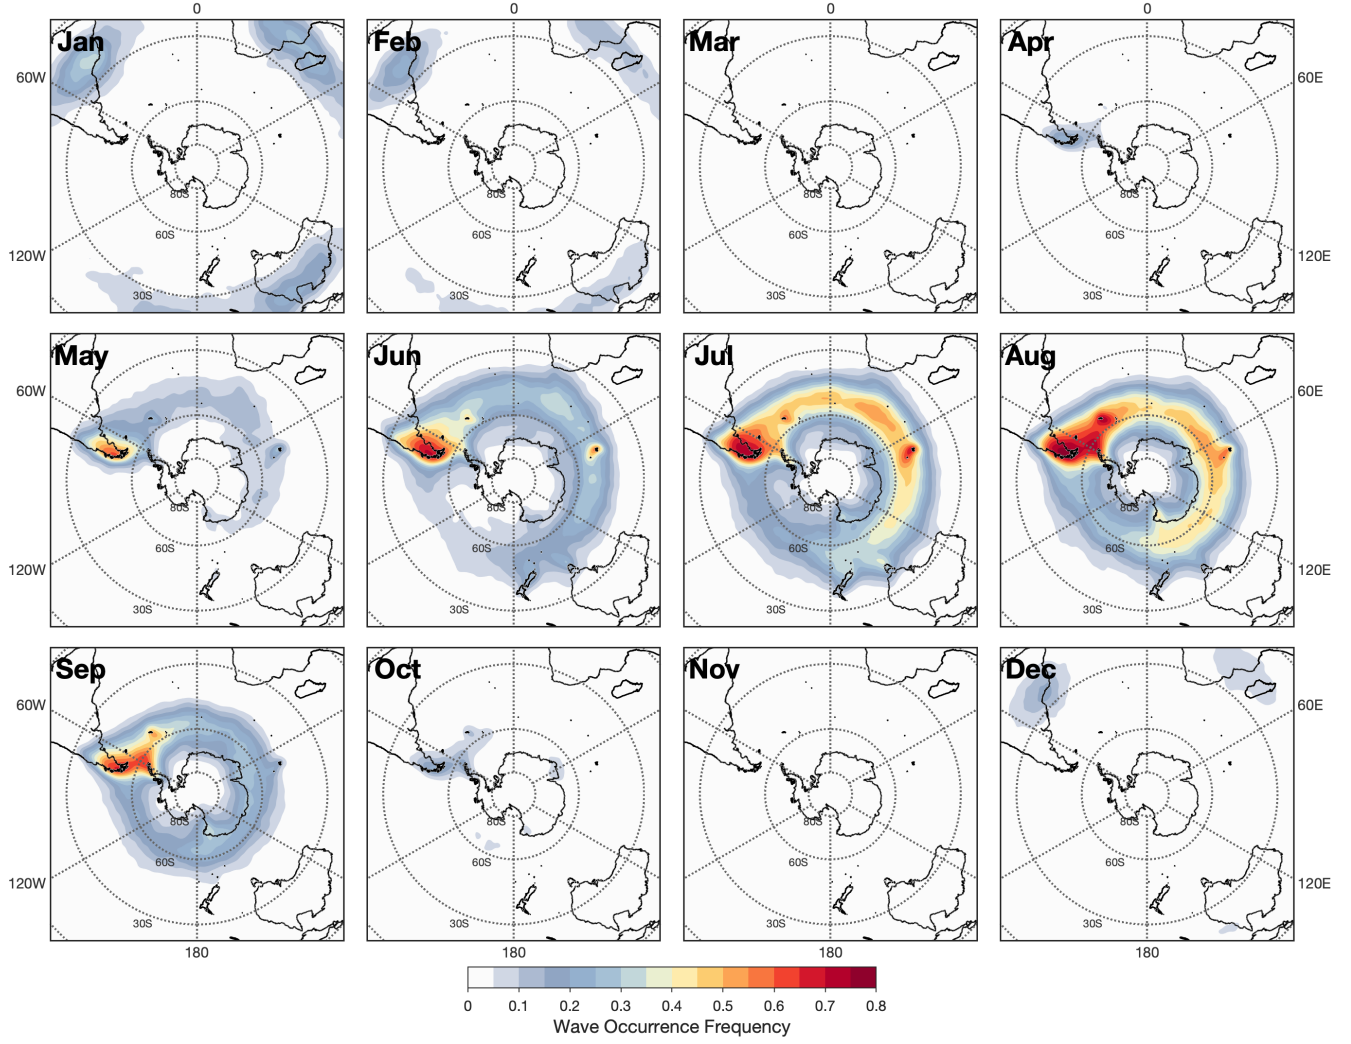 0 0 0 0
Jan Feb Mar Apr
60W 60E
80S 80S 80S 80S
60S 60S 60S 60S
120W 120E
30S 30S 30S 30S
May Jun Jul Aug
60W 60E
80S 80S 80S 80S
60S 60S 60S 60S
120W 120E
30S 30S 30S 30S
Sep Oct Nov Dec
60W 60E
80S 80S 80S 80S
60S 60S 60S 60S
120W 120E
30S 30S 30S 30S
180 180 180 180
0 0.1 0.2 0.3 0.4 0.5 0.6 0.7 0.8
Wave Occurrence Frequency